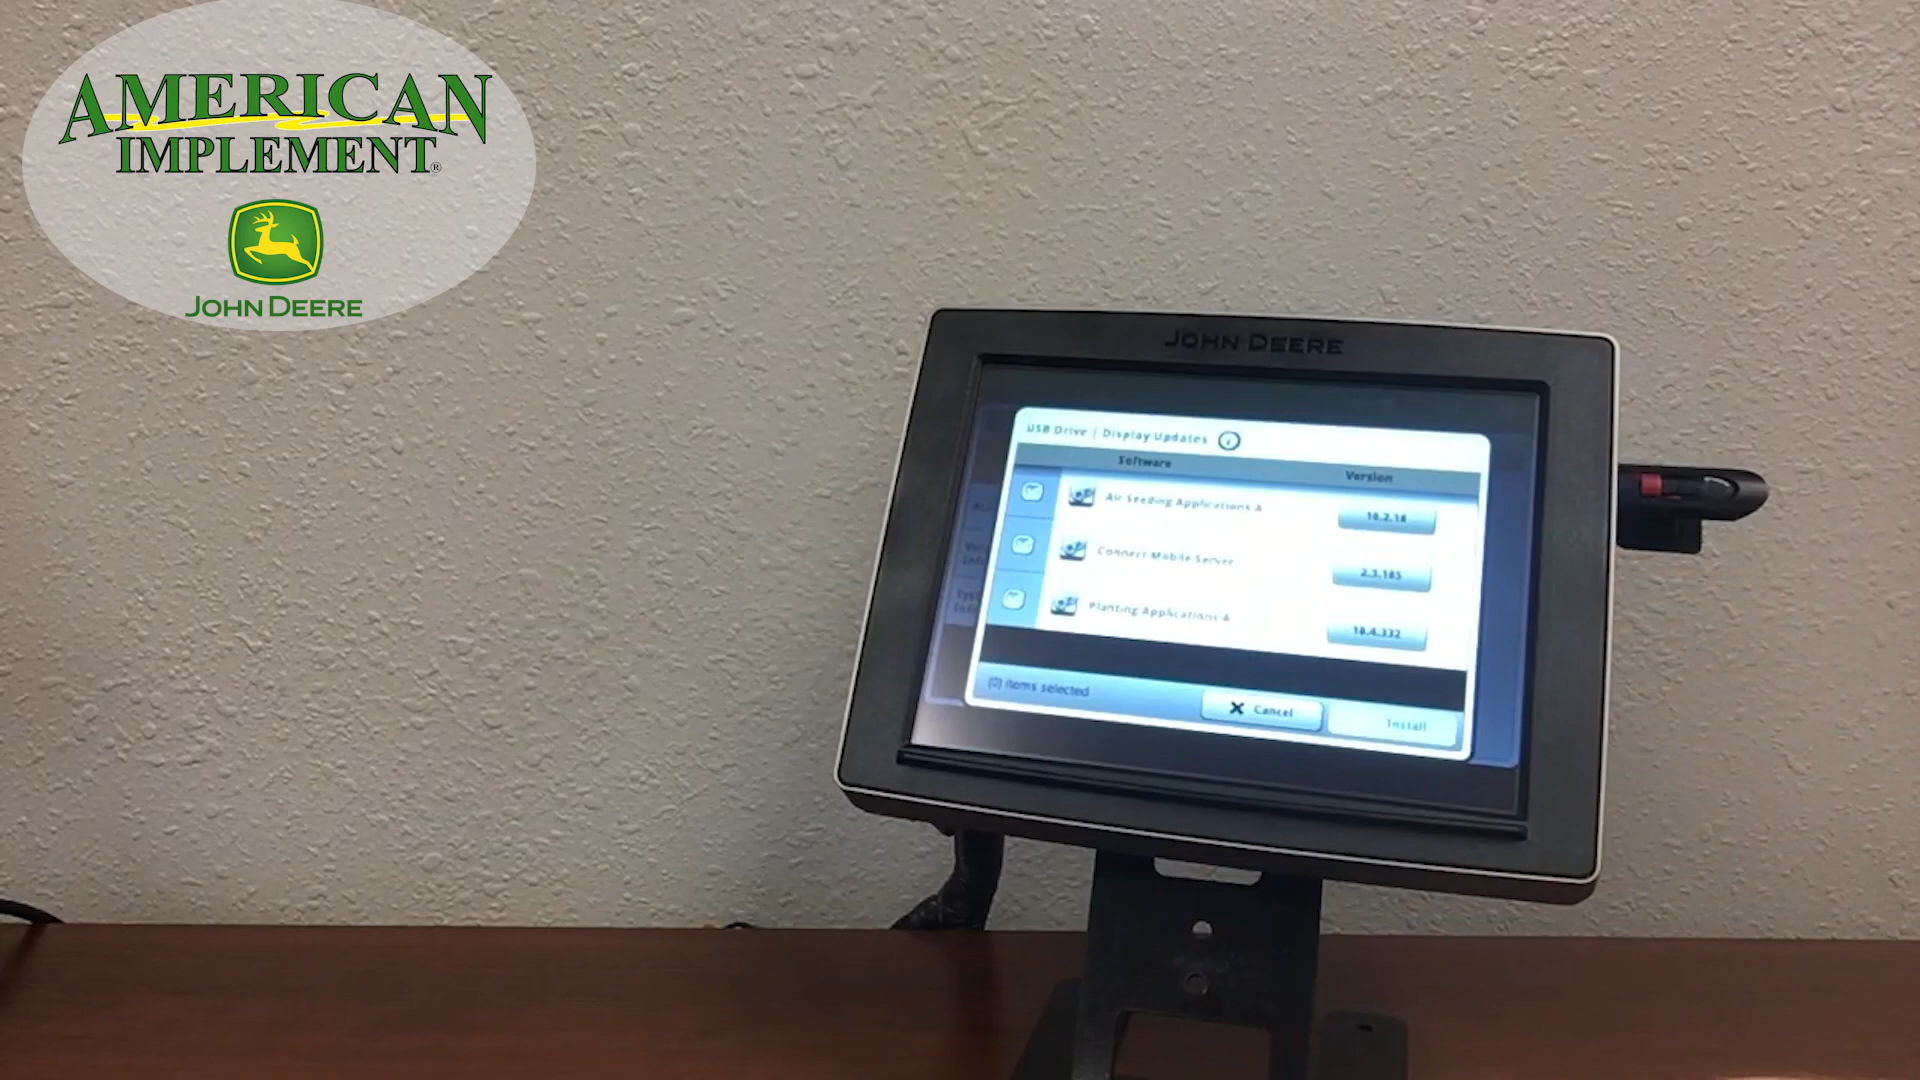 AMERICAN
IMPLEMENT®
JOHN DEERE
JOHN DEERE
USB Drive | Display Updates
Software
Version
Air Seeding Applications A
10.2.18
Connect Mobile Server
2.3.185
Planting Applications A
10.4.332
(0) items selected
Cancel
Install